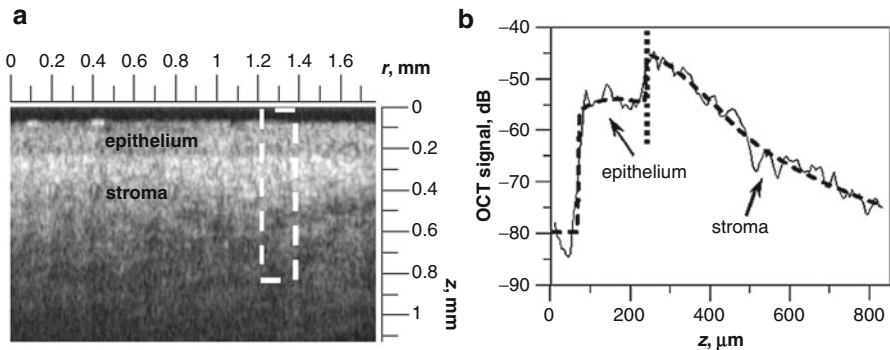 a
0 0.2 0.4 0.6 0.8 1.0 1.2 1.4 1.6
r, mm
epithelium
stroma
0
0.2
0.4
0.6
0.8
1
z, mm
b
−40
−50
−60
−70
−80
−90
OCT signal, dB
epithelium
stroma
0 200 400 600 800
z, μm